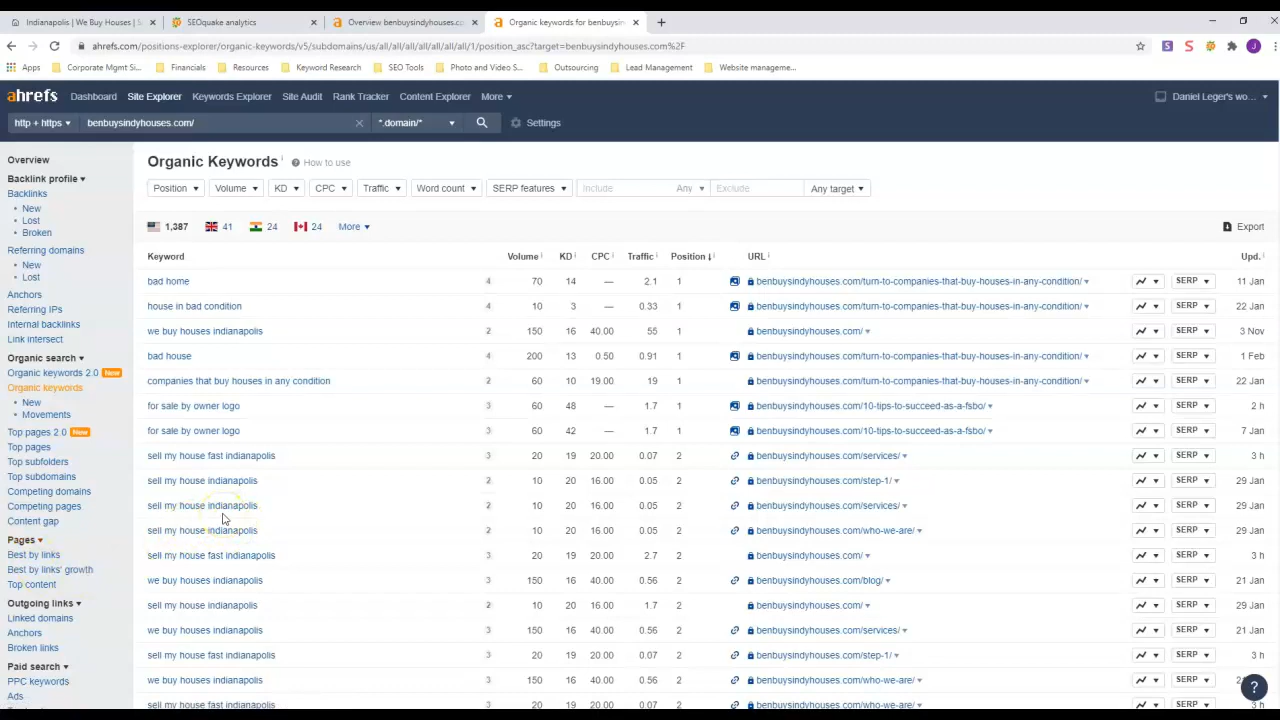 Indianapolis | We Buy Houses | S
SEOquake analytics
Overview benbuysindyhouses.co
Organic keywords for benbuysin
ahrefs.com/positions-explorer/organic-keywords/v5/subdomains/us/all/all/all/all/all/all/1/position_asc?target=benbuysindyhouses.com%2F
Apps Corporate Mgmt Si... Financials Resources Keyword Research SEO Tools Photo and Video S... Outsourcing Lead Management Website manageme...
ahrefs Dashboard Site Explorer Keywords Explorer Site Audit Rank Tracker Content Explorer More Daniel Leger's wo...
http + https benbuysindyhouses.com/ *.domain/* Settings
Overview
Backlink profile
Backlinks
New
Lost
Broken
Referring domains
New
Lost
Anchors
Referring IPs
Internal backlinks
Link intersect
Organic search
Organic keywords 2.0 New
Organic keywords
New
Movements
Top pages 2.0 New
Top pages
Top subfolders
Top subdomains
Competing domains
Competing pages
Content gap
Pages
Best by links
Best by links' growth
Top content
Outgoing links
Linked domains
Anchors
Broken links
Paid search
PPC keywords
Ads
Organic Keywords How to use
Position Volume KD CPC Traffic Word count SERP features Include Any Exclude Any target
1,387 41 24 24 More Export
Keyword Volume KD CPC Traffic Position URL Upd.
bad home 4 70 14 — 2.1 1 benbuysindyhouses.com/turn-to-companies-that-buy-houses-in-any-condition/ SERP 11 Jan
house in bad condition 4 10 3 — 0.33 1 benbuysindyhouses.com/turn-to-companies-that-buy-houses-in-any-condition/ SERP 22 Jan
we buy houses indianapolis 2 150 16 40.00 55 1 benbuysindyhouses.com/ SERP 3 Nov
bad house 4 200 13 0.50 0.91 1 benbuysindyhouses.com/turn-to-companies-that-buy-houses-in-any-condition/ SERP 1 Feb
companies that buy houses in any condition 2 60 10 19.00 19 1 benbuysindyhouses.com/turn-to-companies-that-buy-houses-in-any-condition/ SERP 22 Jan
for sale by owner logo 3 60 48 — 1.7 1 benbuysindyhouses.com/10-tips-to-succeed-as-a-fsbo/ SERP 2 h
for sale by owner logo 3 60 42 — 1.7 1 benbuysindyhouses.com/10-tips-to-succeed-as-a-fsbo/ SERP 7 Jan
sell my house fast indianapolis 3 20 19 20.00 0.07 2 benbuysindyhouses.com/services/ SERP 3 h
sell my house indianapolis 2 10 20 16.00 0.05 2 benbuysindyhouses.com/step-1/ SERP 29 Jan
sell my house indianapolis 2 10 20 16.00 0.05 2 benbuysindyhouses.com/services/ SERP 29 Jan
sell my house indianapolis 2 10 20 16.00 0.05 2 benbuysindyhouses.com/who-we-are/ SERP 29 Jan
sell my house fast indianapolis 3 20 19 20.00 2.7 2 benbuysindyhouses.com/ SERP 3 h
we buy houses indianapolis 3 150 16 40.00 0.56 2 benbuysindyhouses.com/blog/ SERP 21 Jan
sell my house indianapolis 2 10 20 16.00 1.7 2 benbuysindyhouses.com/ SERP 29 Jan
we buy houses indianapolis 3 150 16 40.00 0.56 2 benbuysindyhouses.com/services/ SERP 21 Jan
sell my house fast indianapolis 3 20 19 20.00 0.07 2 benbuysindyhouses.com/step-1/ SERP 3 h
we buy houses indianapolis 3 150 16 40.00 0.56 2 benbuysindyhouses.com/who-we-are/ SERP
sell my house fast indianapolis 3 20 19 20.00 0.07 2 benbuysindyhouses.com/who-we-are/ SERP 3 h